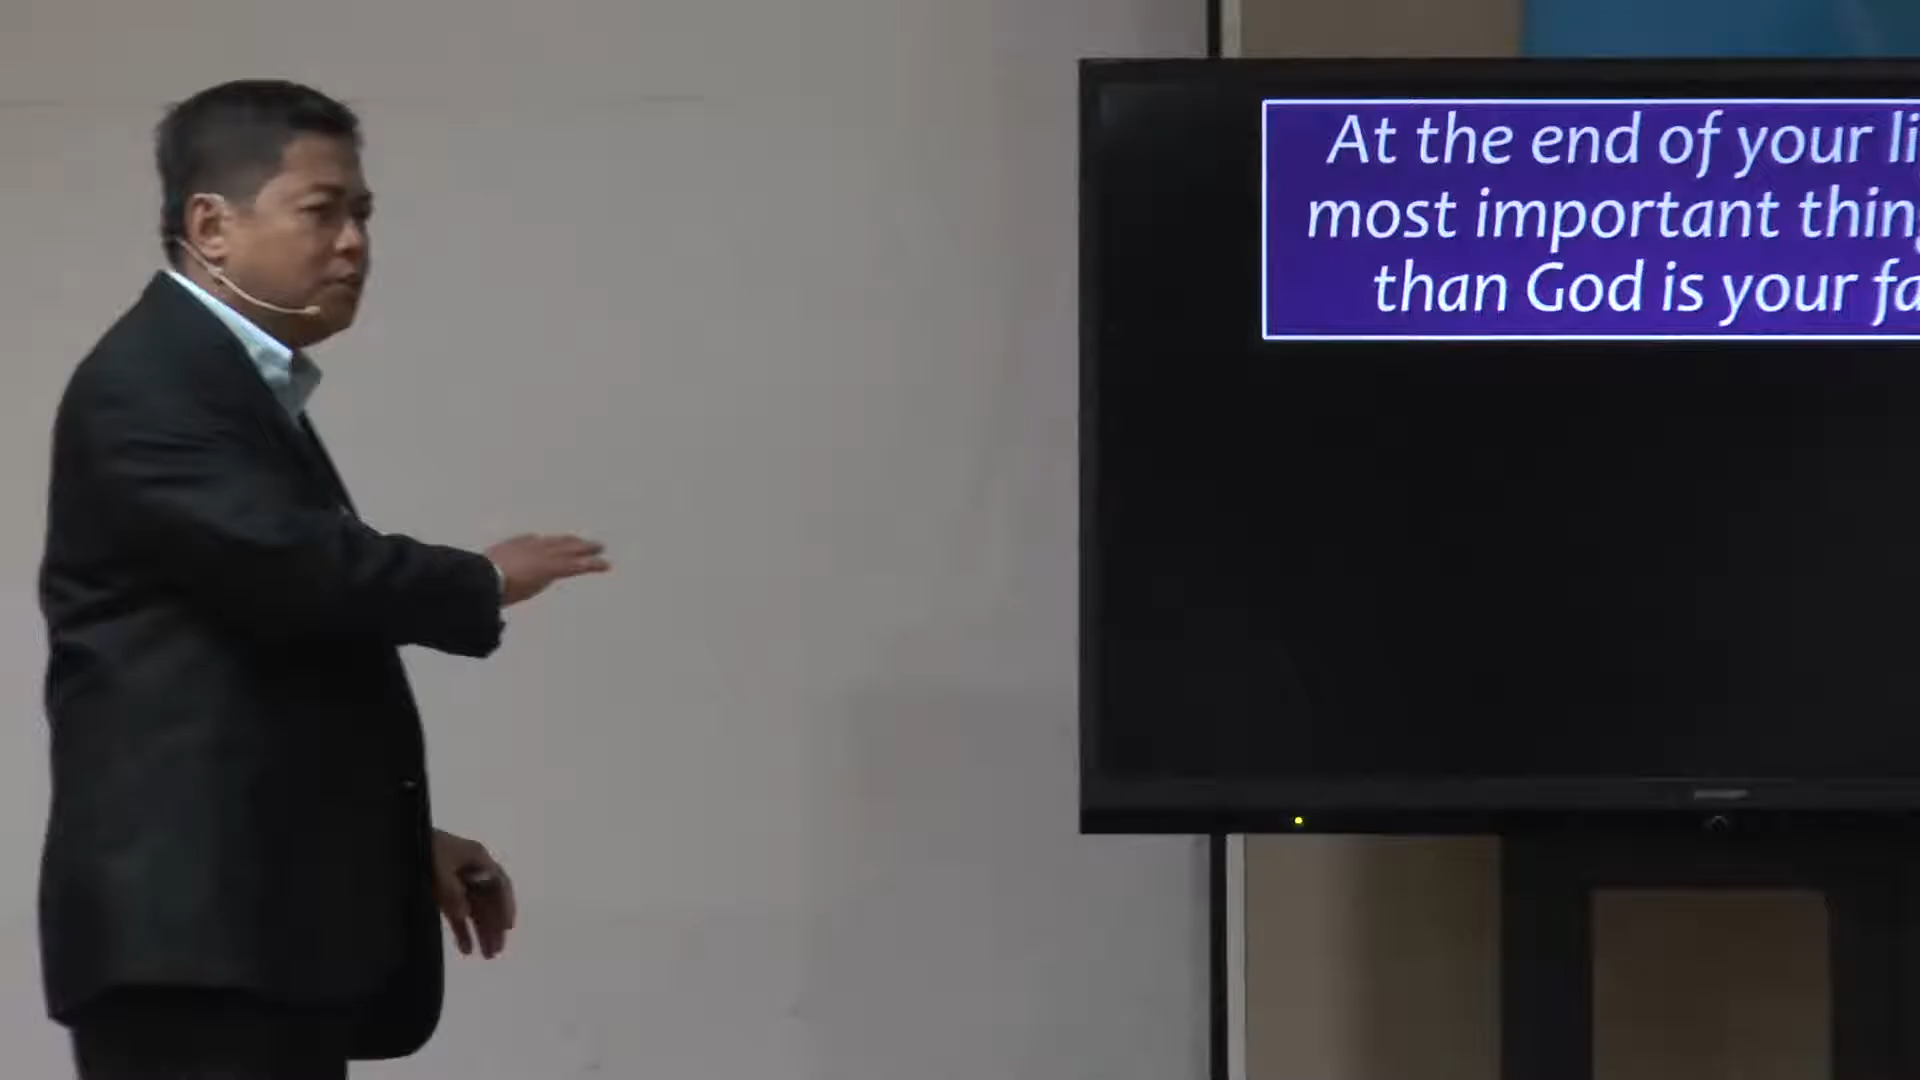 At the end of your
most important
than God is your